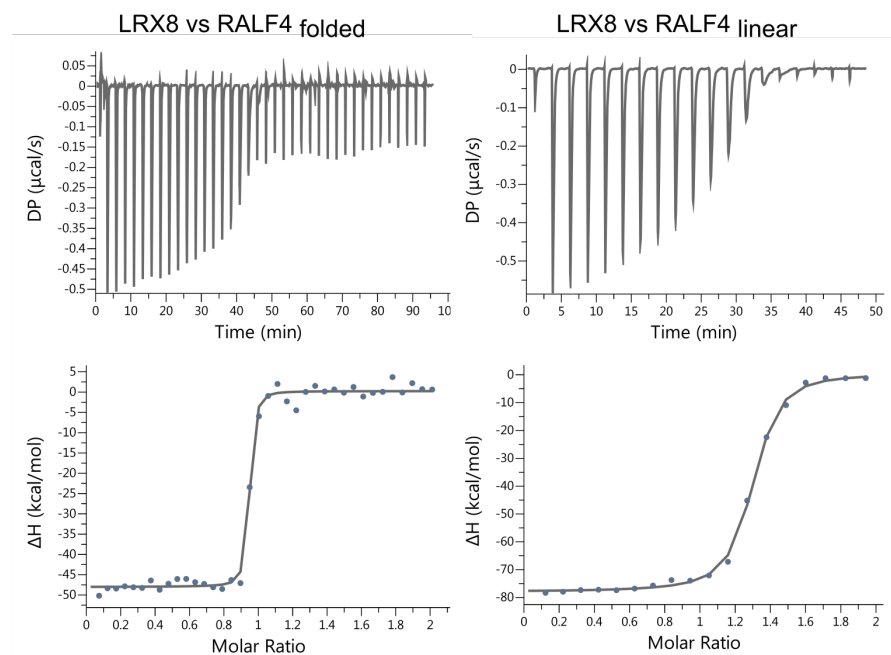 LRX8 vs RALF4 folded
LRX8 vs RALF4 linear
0.05
0
-0.05
-0.1
-0.15
-0.2
-0.25
-0.3
-0.35
-0.4
-0.45
-0.5
DP (µcal/s)
0 10 20 30 40 50 60 70 80 90 10
Time (min)
0
-0.1
-0.2
-0.3
-0.4
-0.5
DP (µcal/s)
0 5 10 15 20 25 30 35 40 45 50
Time (min)
5
0
-5
-10
-15
-20
-25
-30
-35
-40
-45
-50
ΔH (kcal/mol)
0 0.2 0.4 0.6 0.8 1 1.2 1.4 1.6 1.8 2
Molar Ratio
0
-10
-20
-30
-40
-50
-60
-70
-80
ΔH (kcal/mol)
0 0.2 0.4 0.6 0.8 1 1.2 1.4 1.6 1.8 2
Molar Ratio